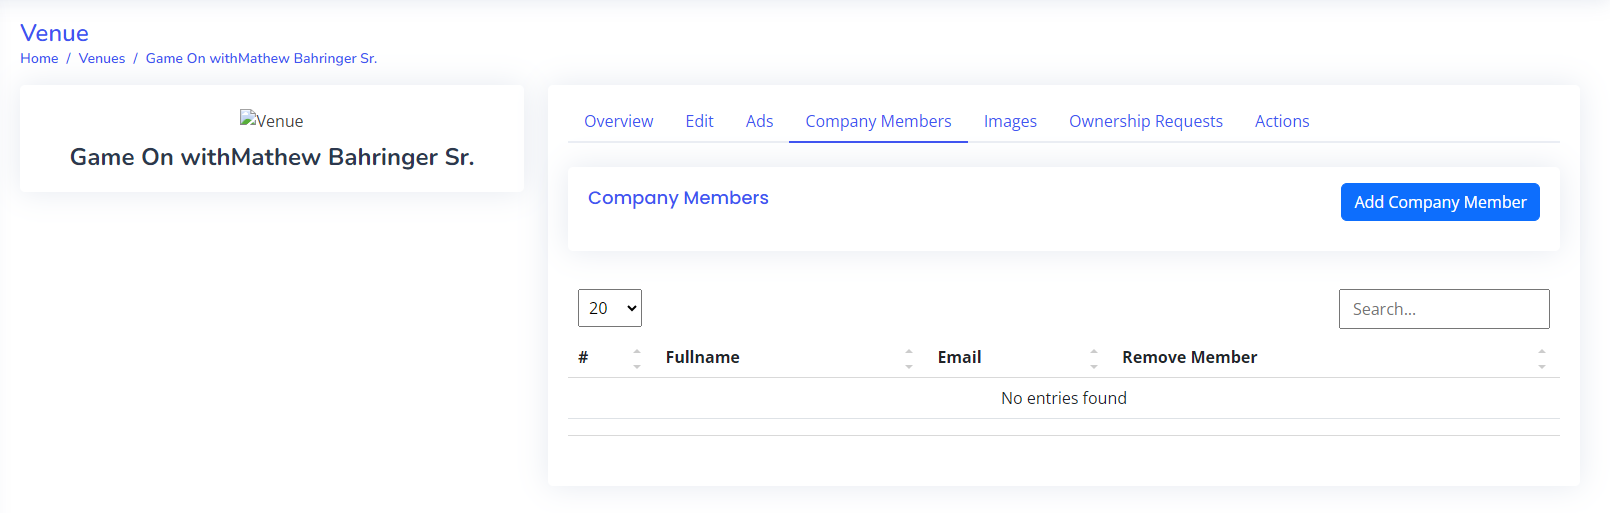 Venue
Home / Venues / Game On withMathew Bahringer Sr.
Venue
Game On withMathew Bahringer Sr.
Overview Edit Ads Company Members Images Ownership Requests Actions
Company Members Add Company Member
20 Search...
# Fullname Email Remove Member
No entries found